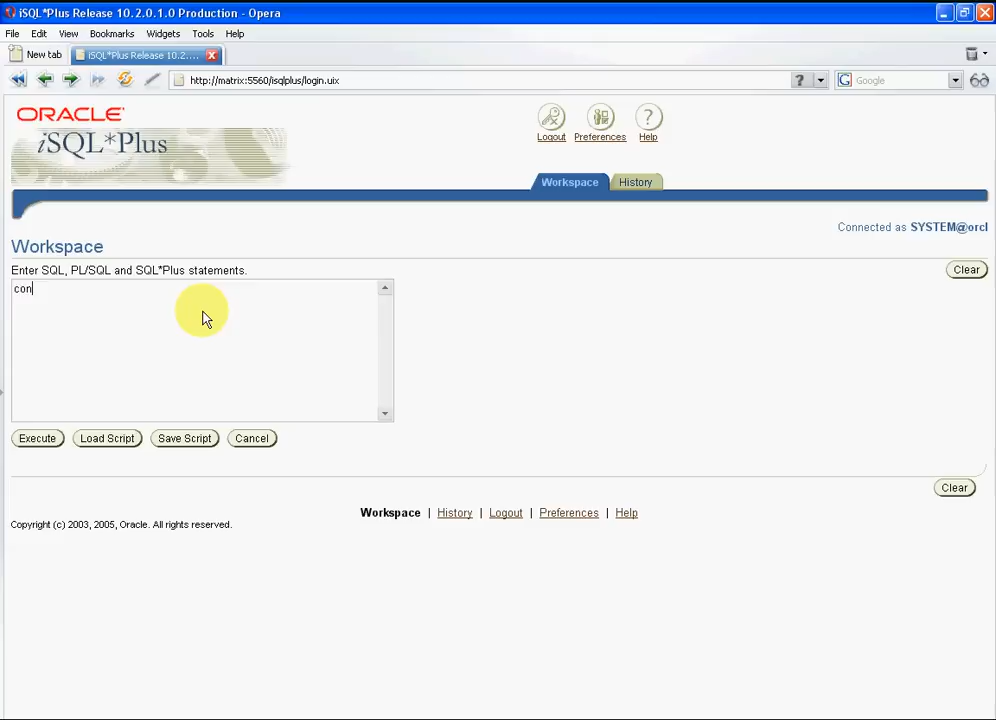 iSQL*Plus Release 10.2.0.1.0 Production - Opera
File Edit View Bookmarks Widgets Tools Help
New tab iSQL*Plus Release 10.2....
http://matrix:5560/isqlplus/login.uix ? Google
ORACLE
iSQL*Plus
Logout Preferences Help
Workspace History
Connected as SYSTEM@orcl
Workspace
Enter SQL, PL/SQL and SQL*Plus statements.
Clear
con
Execute Load Script Save Script Cancel
Clear
Workspace | History | Logout | Preferences | Help
Copyright (c) 2003, 2005, Oracle. All rights reserved.